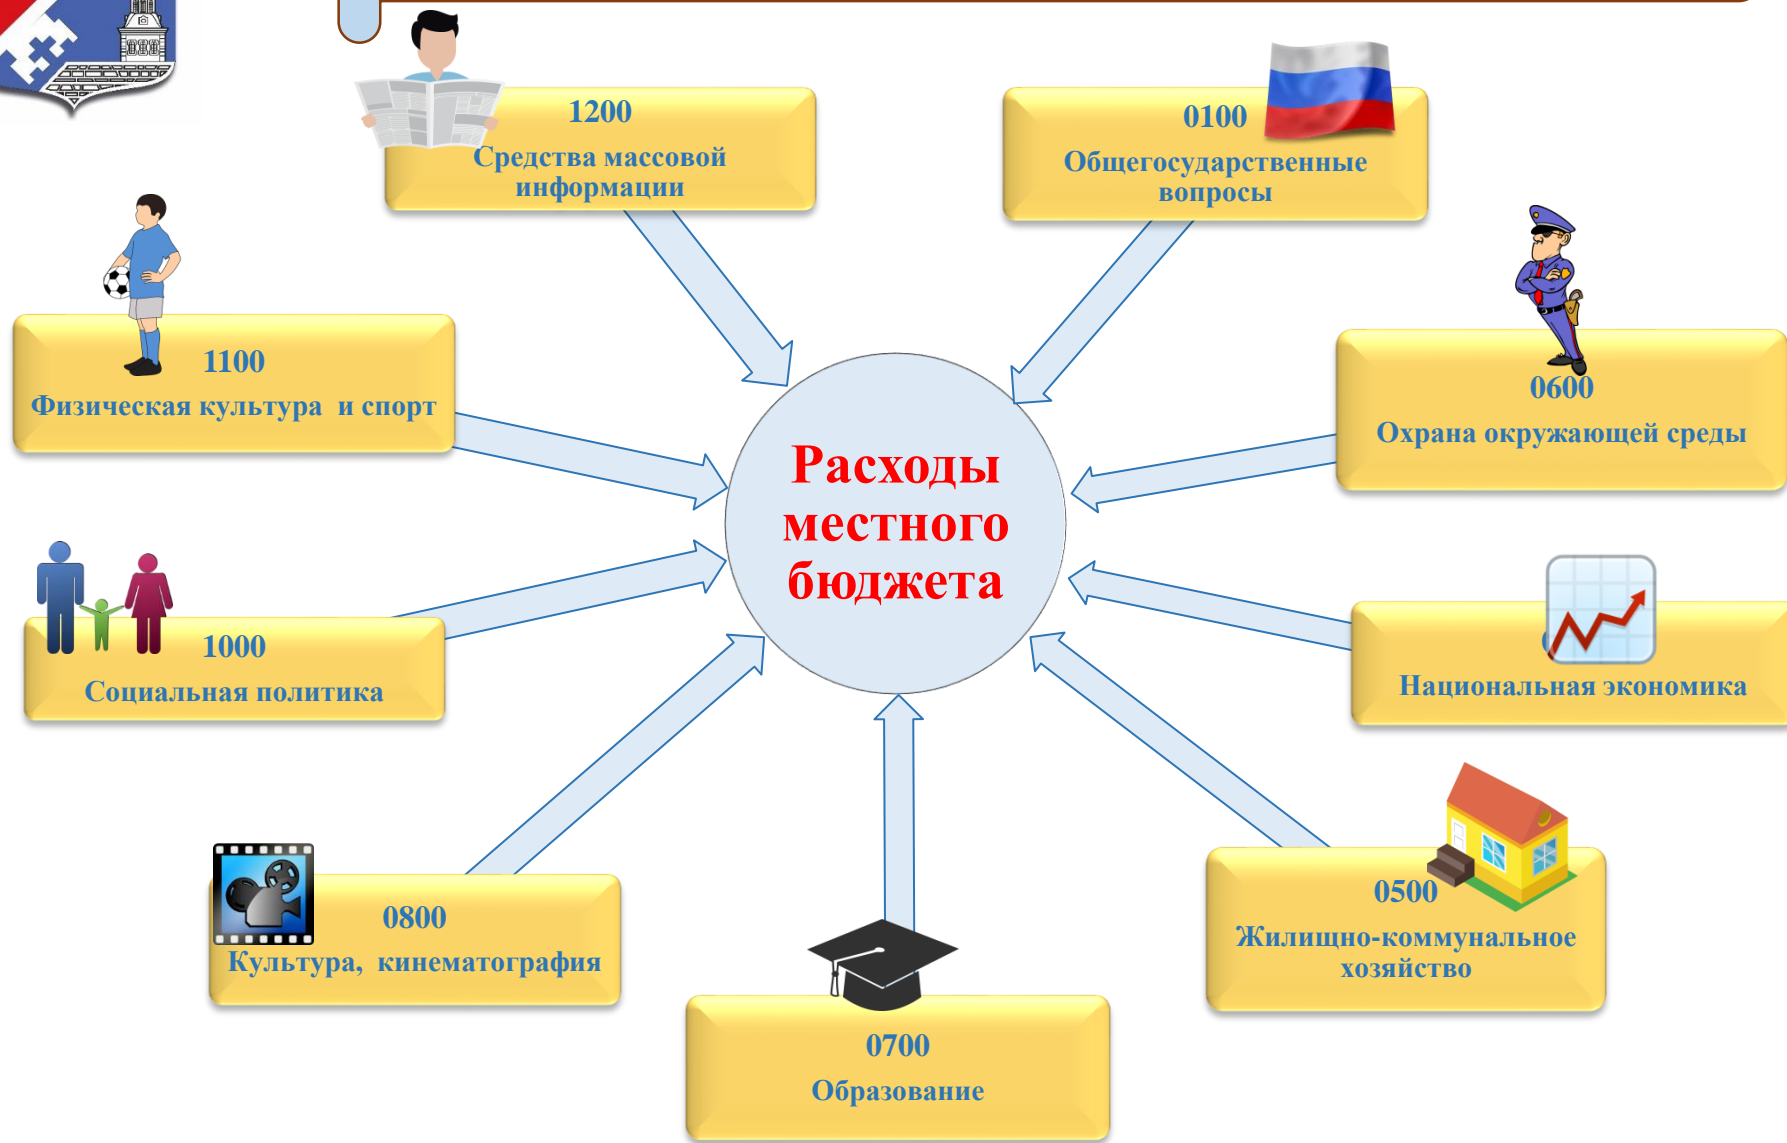 1200
Средства массовой
информации
0100
Общегосударственные
вопросы
1100
Физическая культура и спорт
0600
Охрана окружающей среды
Расходы
местного
бюджета
1000
Социальная политика
Национальная экономика
0800
Культура, кинематография
0500
Жилищно-коммунальное
хозяйство
0700
Образование